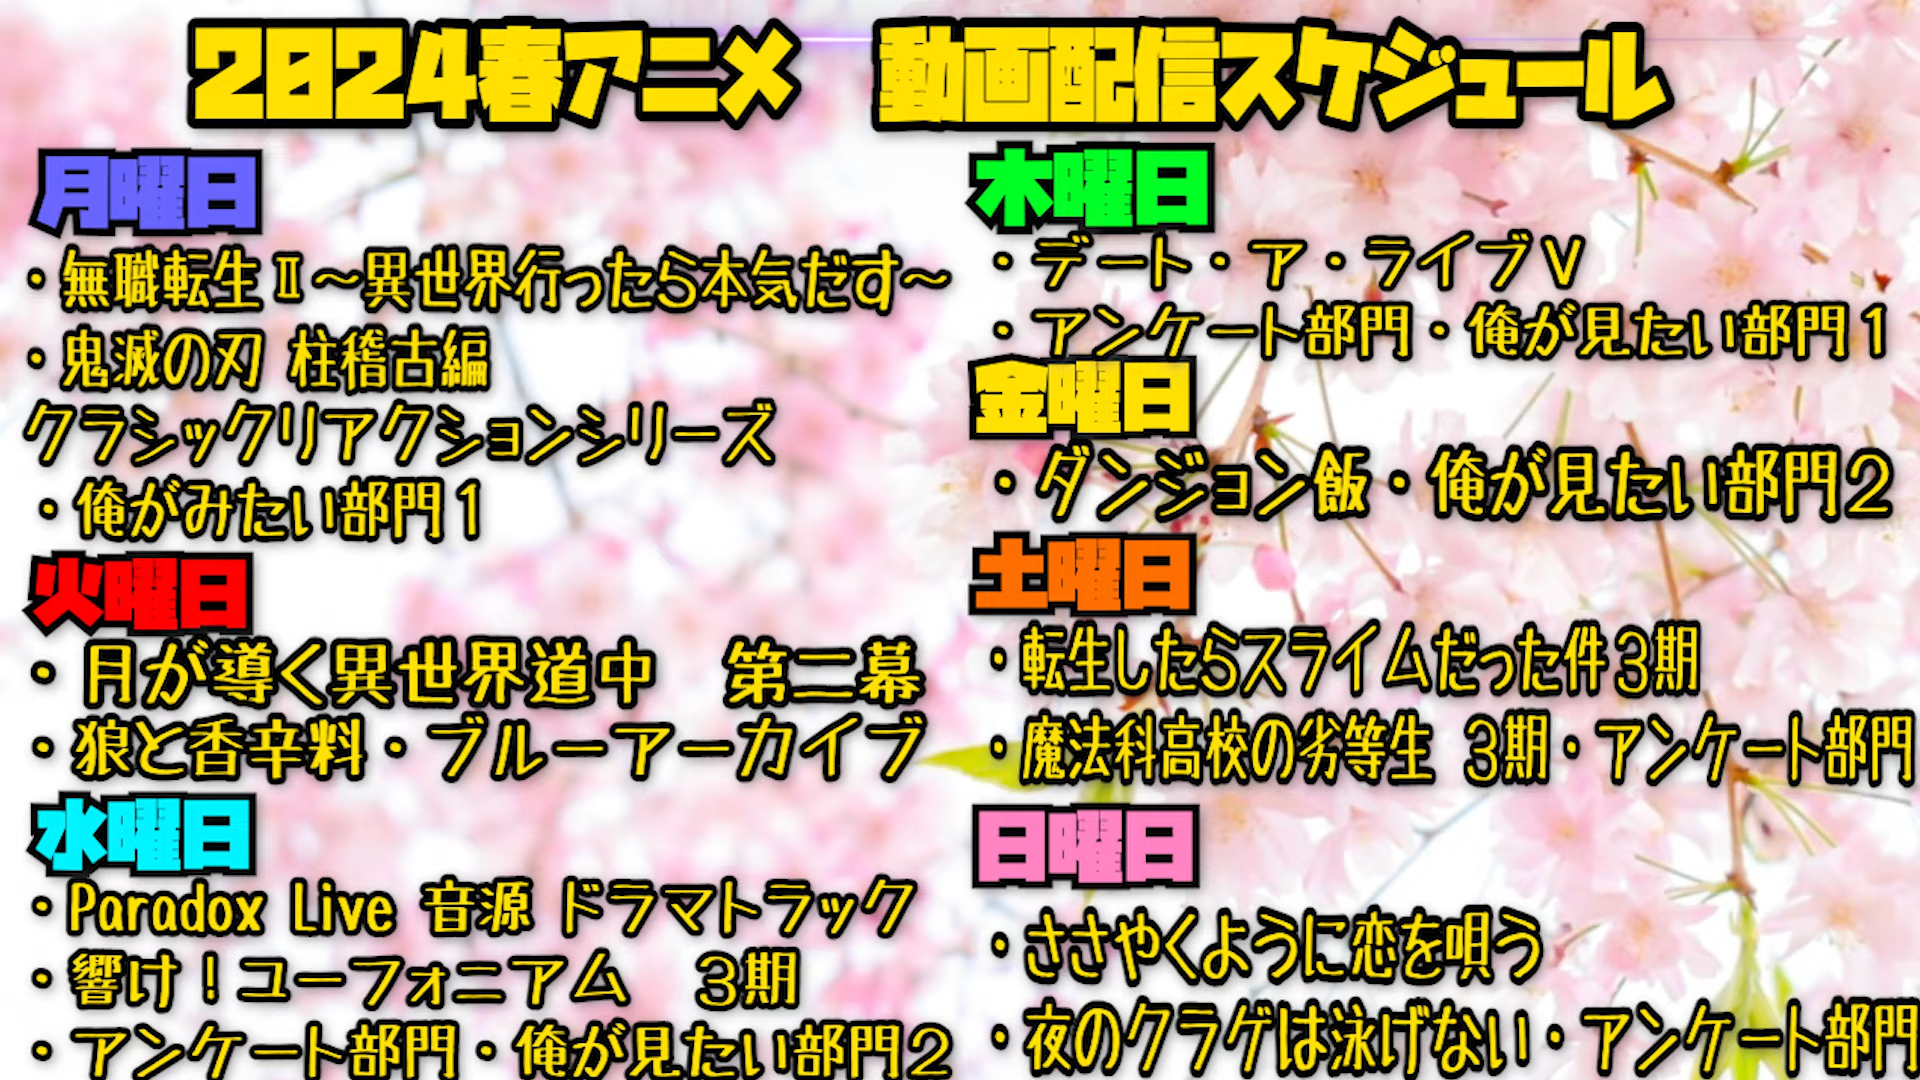 2024春アニメ　動画配信スケジュール
月曜日
・無職転生Ⅱ～異世界行ったら本気だす～
・鬼滅の刃 柱稽古編
クラシックリアクションシリーズ
・俺がみたい部門１
火曜日
・月が導く異世界道中　第二幕
・狼と香辛料・ブルーアーカイブ
水曜日
・Paradox Live 音源 ドラマトラック
・響け！ユーフォニアム　３期
・アンケート部門・俺が見たい部門２
木曜日
・デート・ア・ライブⅤ
・アンケート部門・俺が見たい部門１
金曜日
・ダンジョン飯・俺が見たい部門２
土曜日
・転生したらスライムだった件３期
・魔法科高校の劣等生 ３期・アンケート部門
日曜日
・ささやくように恋を唄う
・夜のクラゲは泳げない・アンケート部門